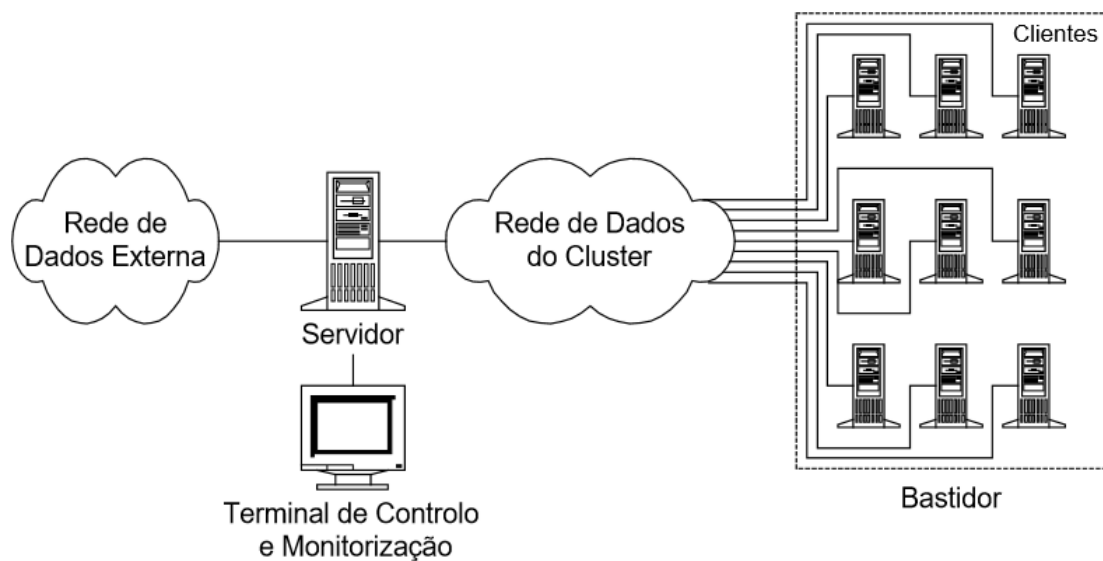 Clientes
Rede de
Dados Externa
Rede de Dados
do Cluster
Servidor
Terminal de Controlo
e Monitorização
Bastidor